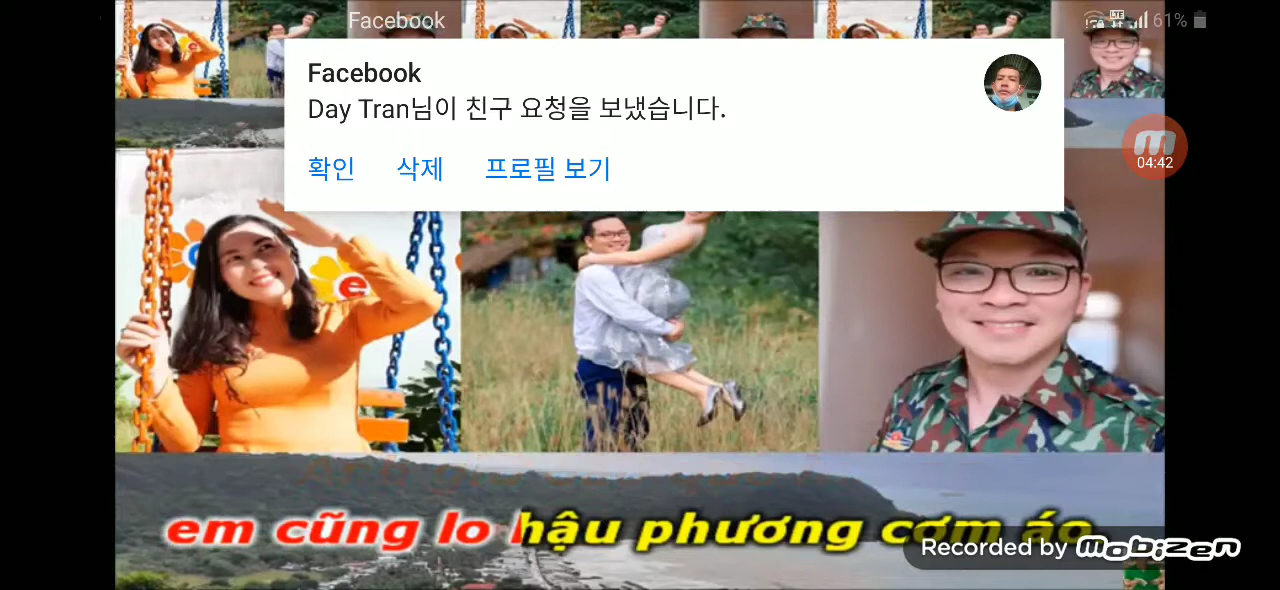 Facebook
LTE
61%
Facebook
Day Tran님이 친구 요청을 보냈습니다.
확인 삭제 프로필 보기
04:42
e
em cũng lo hậu phương cơm áo
Recorded by mobizen